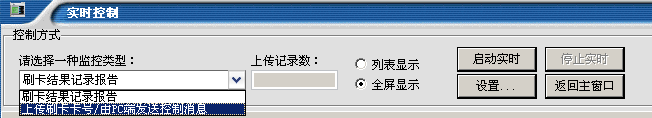 实时控制
控制方式
请选择一种监控类型： 上传记录数： 列表显示 启动实时 停止实时
刷卡结果记录报告 全屏显示 设置... 返回主窗口
刷卡结果记录报告
上传刷卡卡号/由PC端发送控制消息